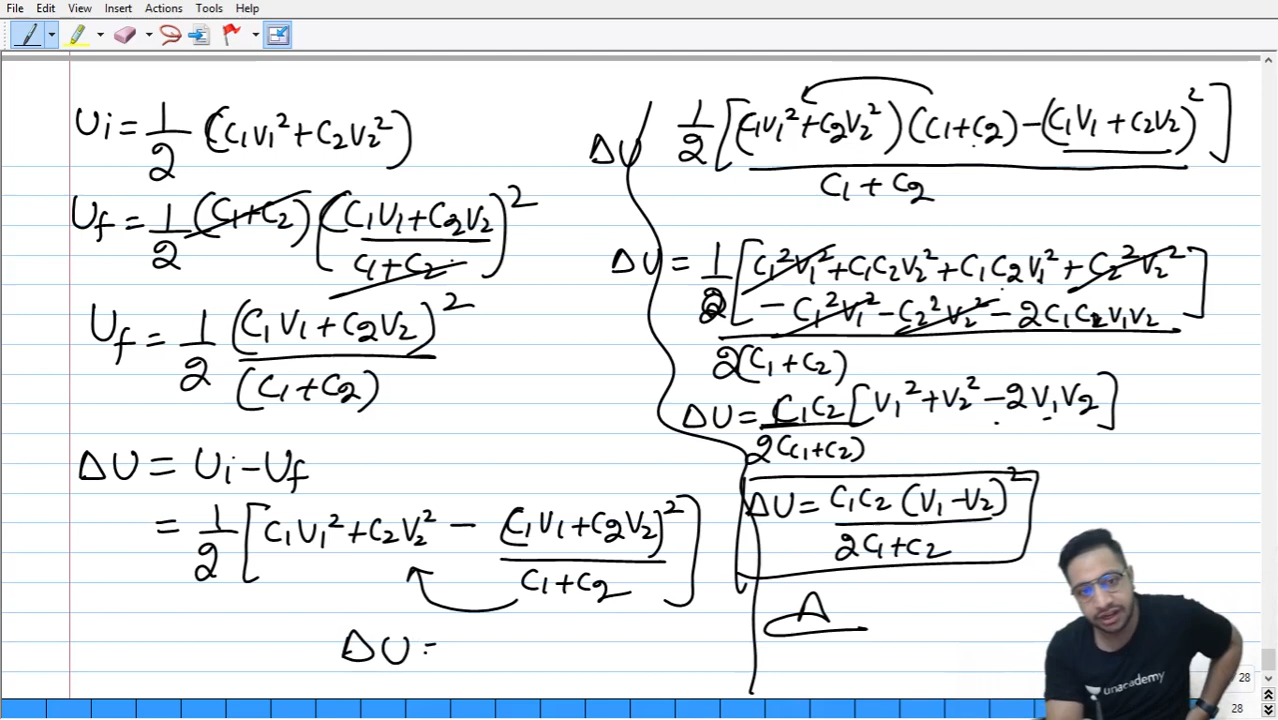 File Edit View Insert Actions Tools Help
Ui = 1/2 (C1V1² + C2V2²)
Uf = 1/2 (C1+C2) ((C1V1+C2V2)/(C1+C2))²
Uf = 1/2 (C1V1+C2V2)²/(C1+C2)
ΔU = Ui - Uf
= 1/2 [C1V1² + C2V2² - (C1V1+C2V2)²/(C1+C2)]
ΔU =
ΔU 1/2 [(C1V1²+C2V2²)(C1+C2) - (C1V1+C2V2)²]/(C1+C2)
ΔU = 1/2 [C1²V1² + C1C2V2² + C1C2V1² + C2²V2²
- C1²V1² - C2²V2² - 2C1C2V1V2]
2(C1+C2)
ΔU = C1C2/2(C1+C2) [V1² + V2² - 2V1V2]
ΔU = C1C2 (V1-V2)²/2C1+C2
A
unacademy
28
28